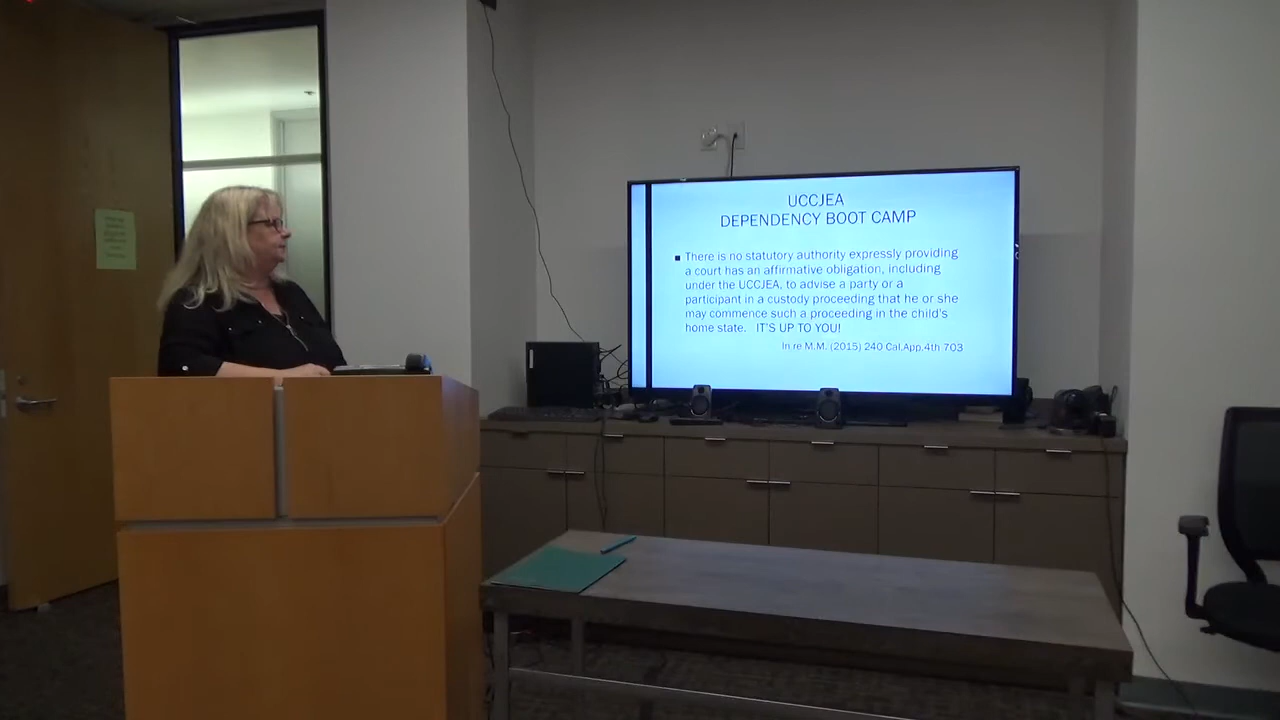 UCCJEA
DEPENDENCY BOOT CAMP
There is no statutory authority expressly providing
a court has an affirmative obligation, including
under the UCCJEA, to advise a party or a
participant in a custody proceeding that he or she
may commence such a proceeding in the child's
home state. IT'S UP TO YOU!
In re M.M. (2015) 240 Cal.App.4th 703